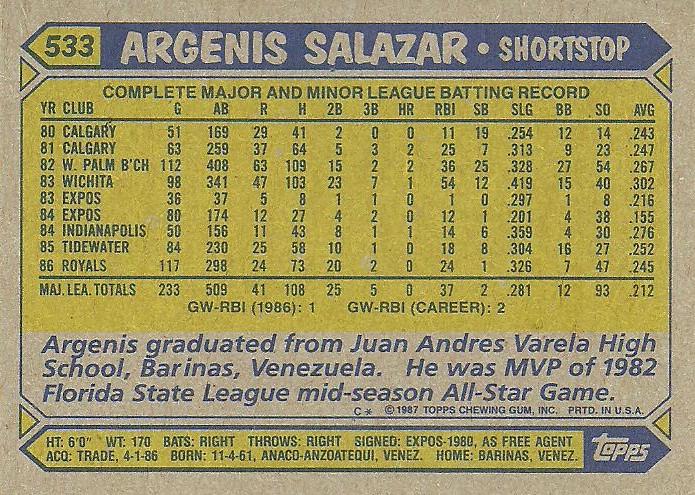 533 ARGENIS SALAZAR • SHORTSTOP
COMPLETE MAJOR AND MINOR LEAGUE BATTING RECORD
YR CLUB G AB R H 2B 3B HR RBI SB SLG BB SO AVG
80 CALGARY 51 169 29 41 2 0 0 11 19 .254 12 14 .243
81 CALGARY 63 259 37 64 5 3 2 25 7 .313 9 23 .247
82 W. PALM B'CH 112 408 63 109 15 2 2 36 25 .328 27 54 .267
83 WICHITA 98 341 47 103 23 7 1 54 12 .419 15 40 .302
83 EXPOS 36 37 5 8 1 1 0 1 0 .297 1 8 .216
84 EXPOS 80 174 12 27 4 2 0 12 1 .201 4 38 .155
84 INDIANAPOLIS 50 156 11 43 8 1 1 14 6 .359 4 30 .276
85 TIDEWATER 84 230 25 58 10 1 0 18 8 .304 16 27 .252
86 ROYALS 117 298 24 73 20 2 0 24 1 .326 7 47 .245
MAJ. LEA. TOTALS 233 509 41 108 25 5 0 37 2 .281 12 93 .212
GW-RBI (1986): 1 GW-RBI (CAREER): 2
Argenis graduated from Juan Andres Varela High
School, Barinas, Venezuela. He was MVP of 1982
Florida State League mid-season All-Star Game.
C* ©1987 TOPPS CHEWING GUM, INC. PRTD. IN U.S.A.
HT: 6'0" WT: 170 BATS: RIGHT THROWS: RIGHT SIGNED: EXPOS-1980, AS FREE AGENT
ACQ: TRADE, 4-1-86 BORN: 11-4-61, ANACO-ANZOATEQUI, VENEZ. HOME: BARINAS, VENEZ.
topps